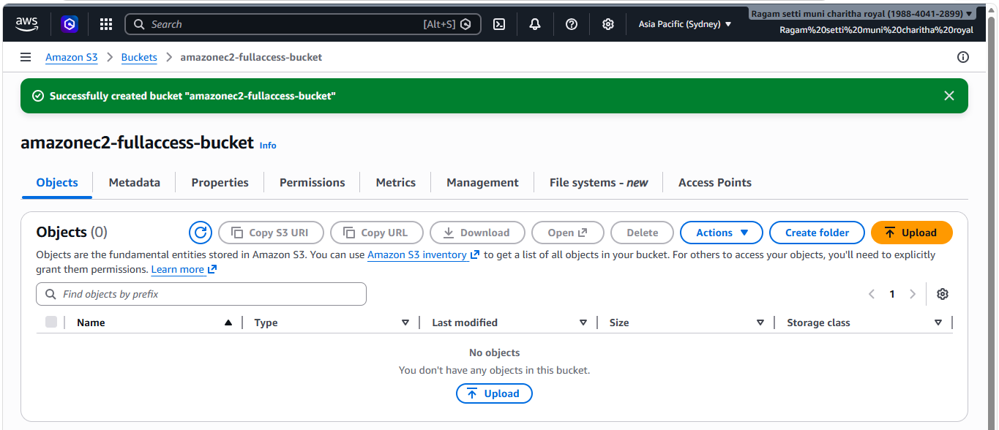 aws
Search [Alt+S]
Asia Pacific (Sydney)
Ragam setti muni charitha royal (1988-4041-2899)
Ragam%20setti%20muni%20charitha%20royal
Amazon S3 > Buckets > amazonec2-fullaccess-bucket
Successfully created bucket "amazonec2-fullaccess-bucket"
amazonec2-fullaccess-bucket Info
Objects Metadata Properties Permissions Metrics Management File systems - new Access Points
Objects (0) Copy S3 URI Copy URL Download Open Delete Actions Create folder Upload
Objects are the fundamental entities stored in Amazon S3. You can use Amazon S3 inventory to get a list of all objects in your bucket. For others to access your objects, you'll need to explicitly
grant them permissions. Learn more
Find objects by prefix
1
Name Type Last modified Size Storage class
No objects
You don't have any objects in this bucket.
Upload